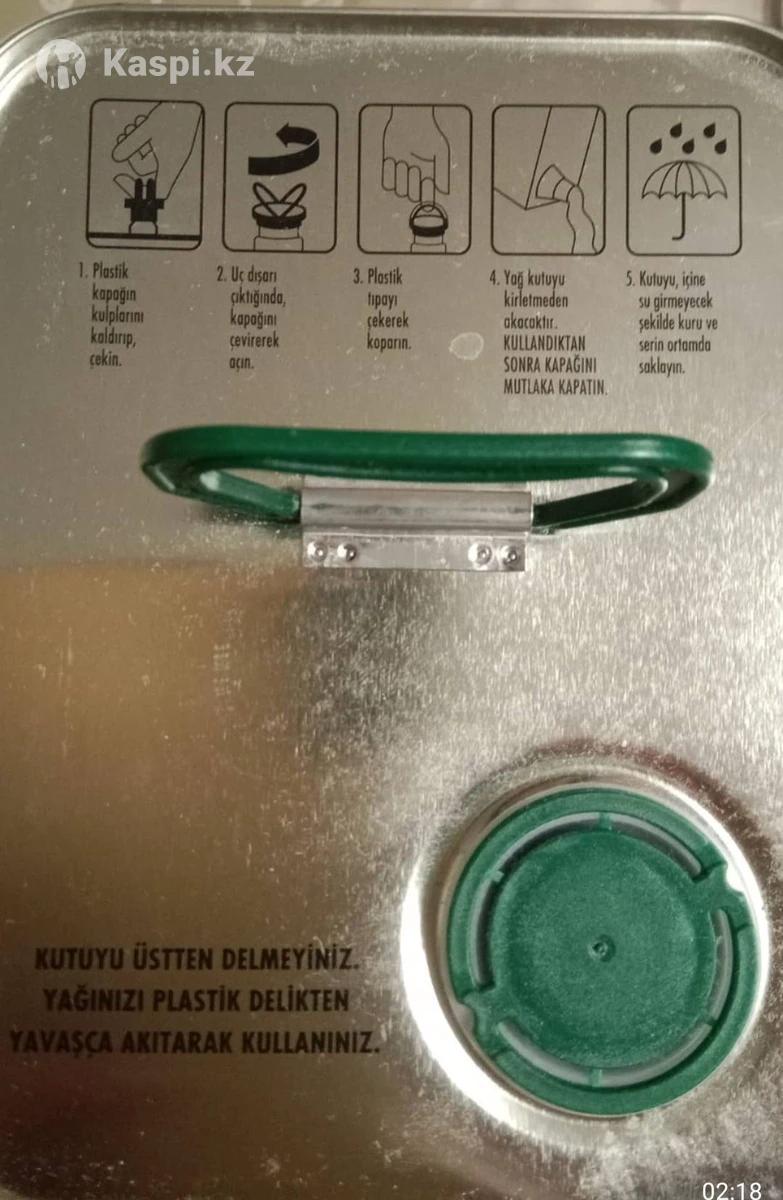 Kaspi.kz
1. Plastik
kapağın
kulplarını
kaldırıp,
çekin.
2. Uç dışarı
çıktığında,
kapağını
çevirerek
açın.
3. Plastik
tıpayı
çekerek
koparın.
4. Yağ kutuyu
kirletmeden
akacaktır.
KULLANDIKTAN
SONRA KAPAĞINI
MUTLAKA KAPATIN.
5. Kutuyu, içine
su girmeyecek
şekilde kuru ve
serin ortamda
saklayın.
KUTUYU ÜSTTEN DELMEYİNİZ.
YAĞINIZI PLASTİK DELİKTEN
YAVAŞÇA AKITARAK KULLANINIZ.
02:18